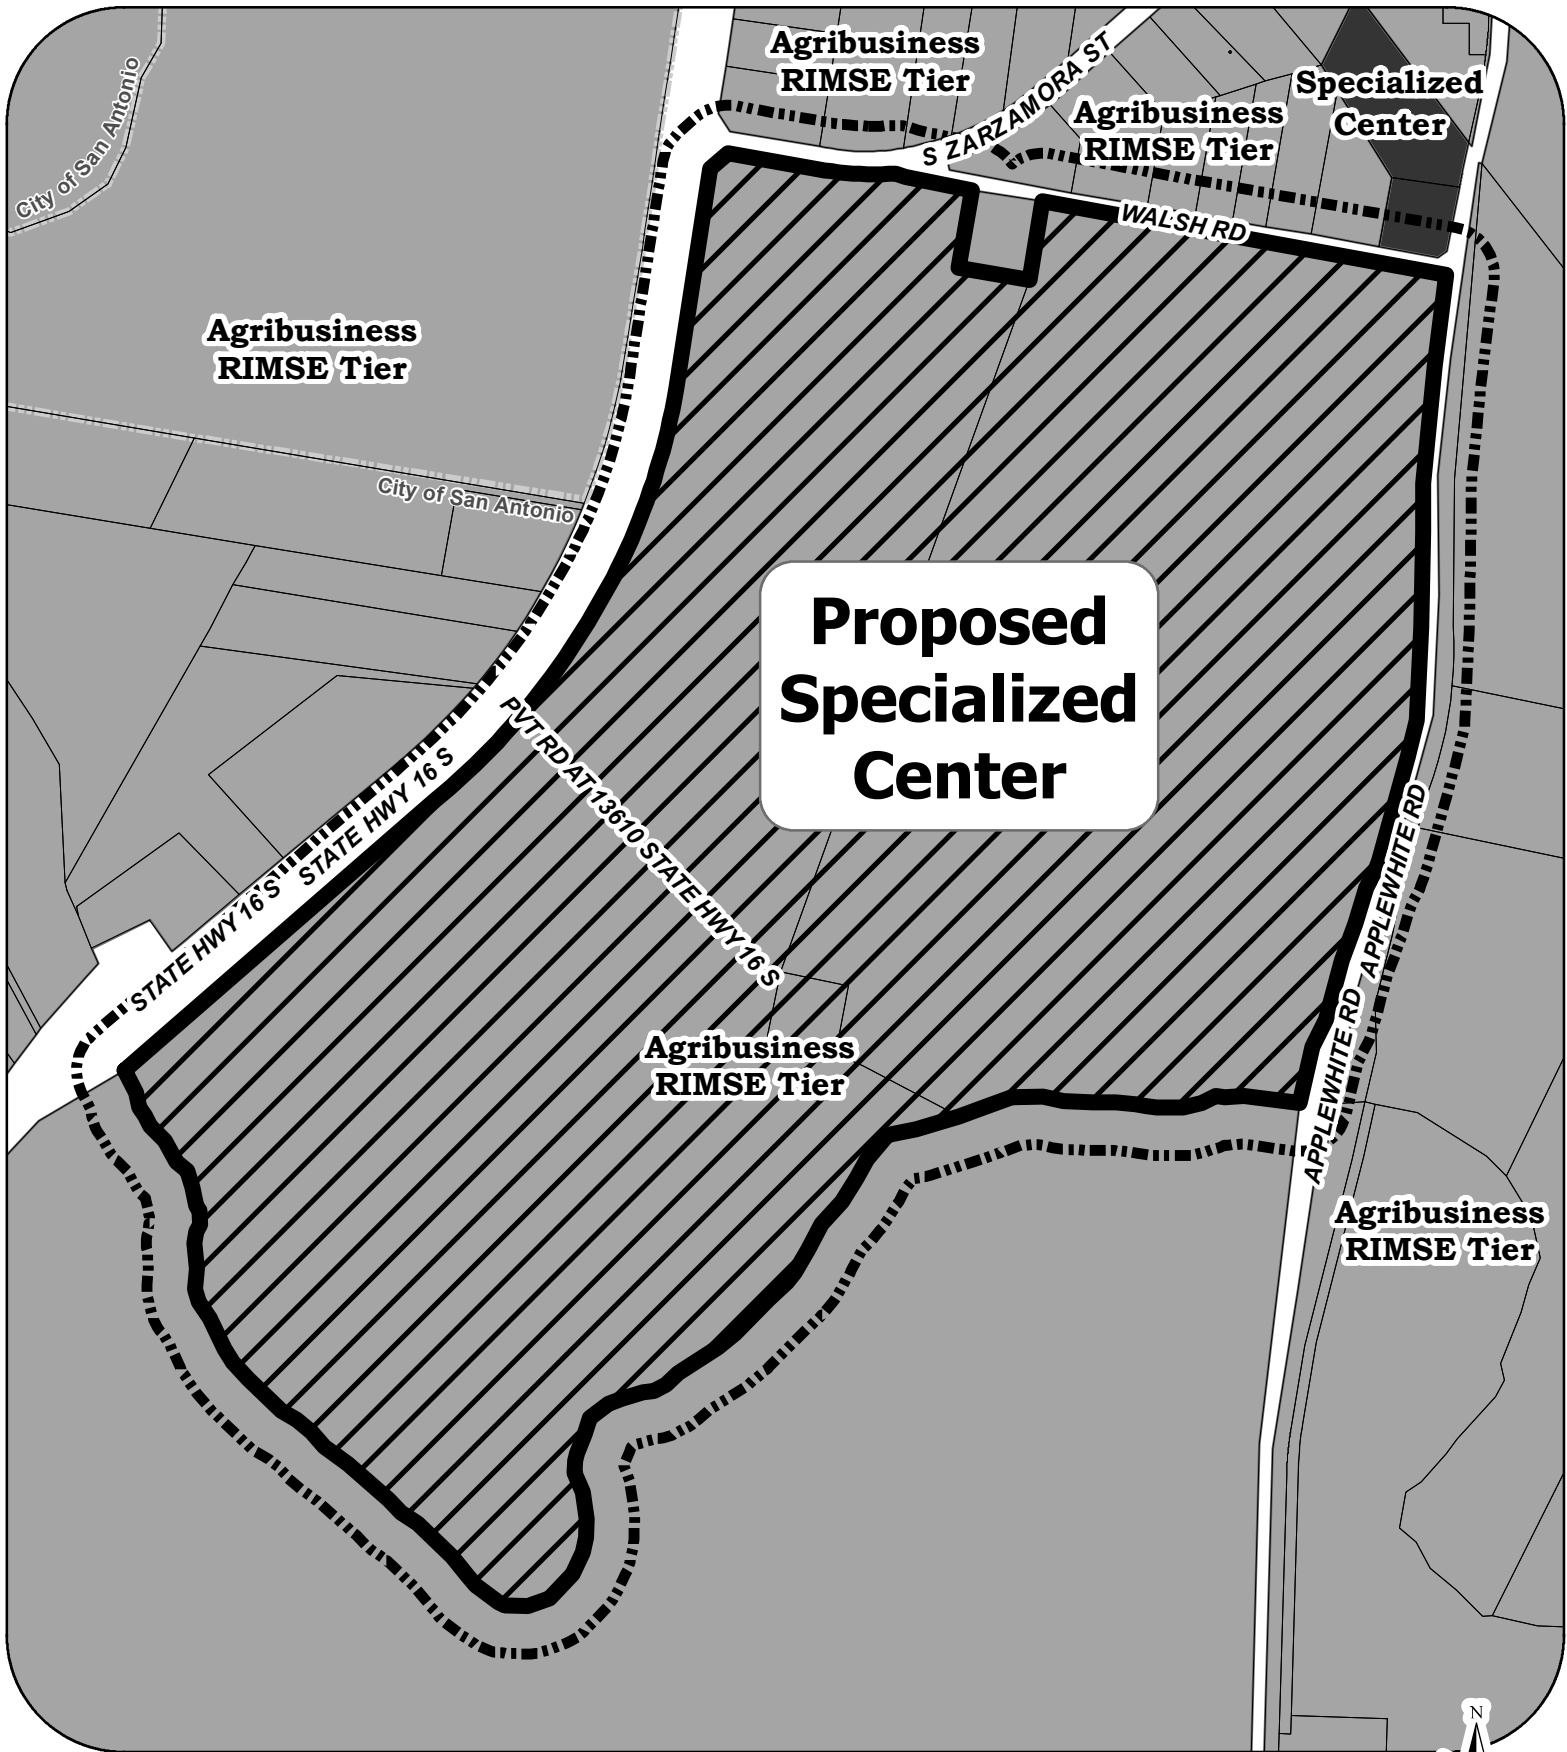 Agribusiness
RIMSE Tier
S ZARZAMORA ST
Agribusiness
RIMSE Tier
Specialized
Center
City of San Antonio
WALSH RD
Agribusiness
RIMSE Tier
City of San Antonio
Proposed
Specialized
Center
PVT RD AT 13610 STATE HWY 16 S
STATE HWY 16 S
STATE HWY 16 S
APPLEWHITE RD
APPLEWHITE RD
Agribusiness
RIMSE Tier
Agribusiness
RIMSE Tier
N